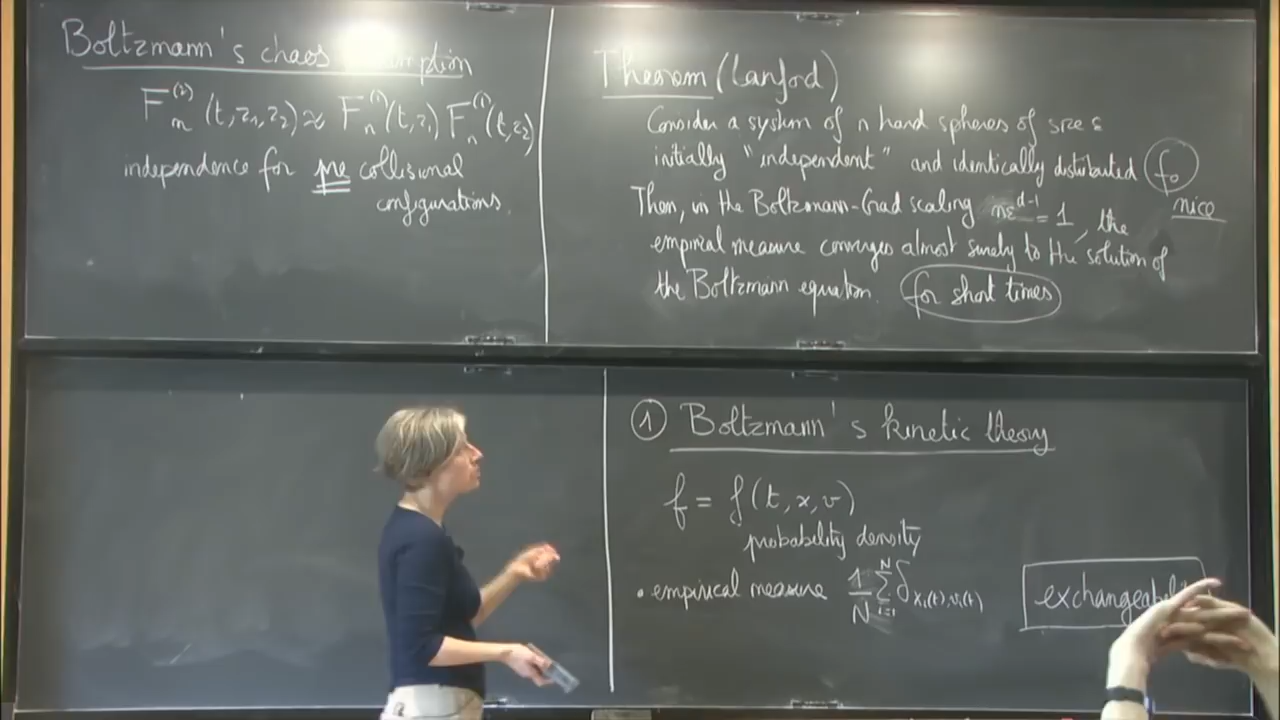 Boltzmann's chaos
F_n^{(2)}(t,z_1,z_2) ≈ F_n^{(1)}(t,z_1) F_n^{(1)}(t,z_2)
independence for pre collisional
configurations.
Theorem (Lanford)
Consider a system of n hard spheres of size ε
initially "independent" and identically distributed f_0
nice
Then, in the Boltzmann-Grad scaling nε^{d-1} = 1, the
empirical measure converges almost surely to the solution of
the Boltzmann equation. for short times
① Boltzmann's kinetic theory
f = f(t, x, v)
probability density
• empirical measure 1/N Σ_{i=1}^{N} δ_{x_i(t), v_i(t)}